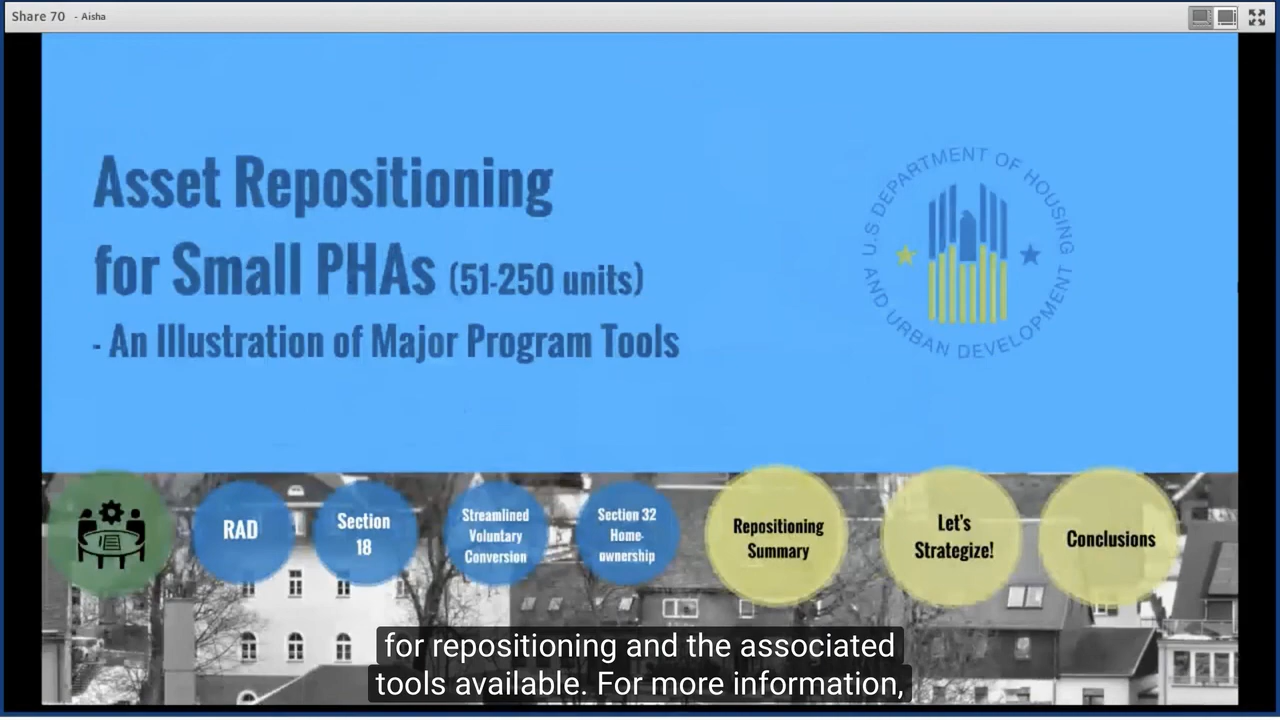 Share 70 - Aisha
Asset Repositioning
for Small PHAs (51-250 units)
- An Illustration of Major Program Tools
U.S DEPARTMENT OF HOUSING
AND URBAN DEVELOPMENT
RAD
Section
18
Streamlined
Voluntary
Conversion
Section 32
Home-
ownership
Repositioning
Summary
Let's
Strategize!
Conclusions
for repositioning and the associated
tools available. For more information,